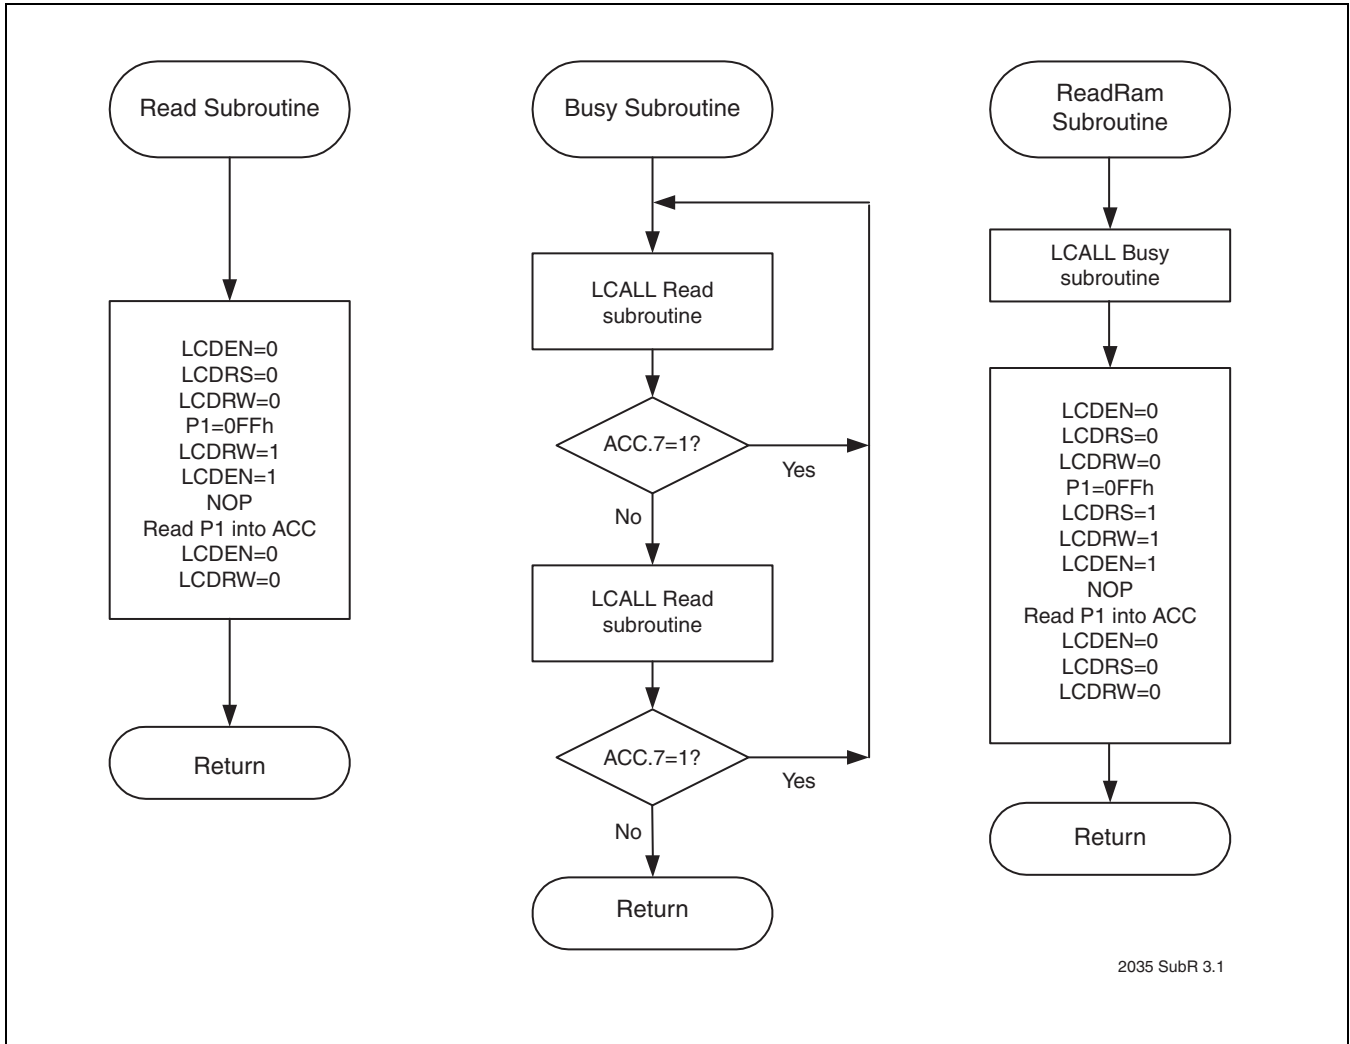 Read Subroutine
LCDEN=0
LCDRS=0
LCDRW=0
P1=0FFh
LCDRW=1
LCDEN=1
NOP
Read P1 into ACC
LCDEN=0
LCDRW=0
Return
Busy Subroutine
LCALL Read
subroutine
ACC.7=1?
Yes
No
LCALL Read
subroutine
ACC.7=1?
Yes
No
Return
ReadRam
Subroutine
LCALL Busy
subroutine
LCDEN=0
LCDRS=0
LCDRW=0
P1=0FFh
LCDRS=1
LCDRW=1
LCDEN=1
NOP
Read P1 into ACC
LCDEN=0
LCDRS=0
LCDRW=0
Return
2035 SubR 3.1